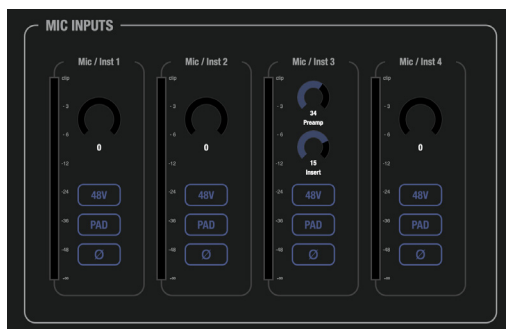 MIC INPUTS
Mic / Inst 1
clip
-3
-6
-12
-24
-36
-48
-∞
0
48V
PAD
Ø
Mic / Inst 2
clip
-3
-6
-12
-24
-36
-48
-∞
0
48V
PAD
Ø
Mic / Inst 3
clip
-3
-6
-12
-24
-36
-48
-∞
34
Preamp
15
Insert
48V
PAD
Ø
Mic / Inst 4
clip
-3
-6
-12
-24
-36
-48
-∞
0
48V
PAD
Ø